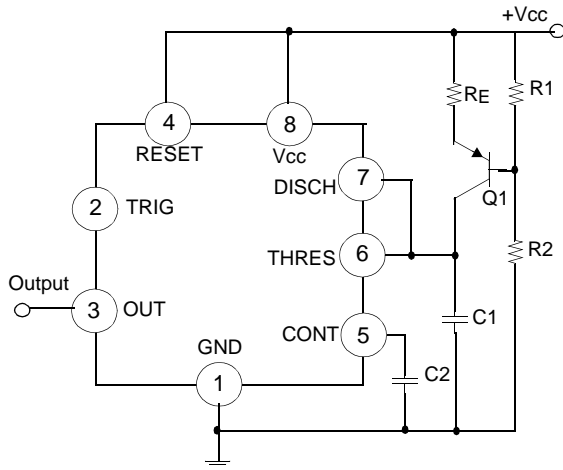 +Vcc
4
8
RE
R1
RESET
Vcc
7
DISCH
Q1
2
TRIG
6
THRES
R2
Output
3
OUT
5
CONT
C1
GND
1
C2